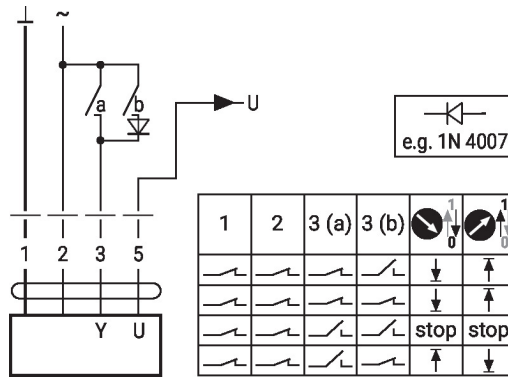 ~
a b
U
e.g. 1N 4007
1 2 3 5
Y U
1 2 3 (a) 3 (b) 1 0 1 0
stop stop